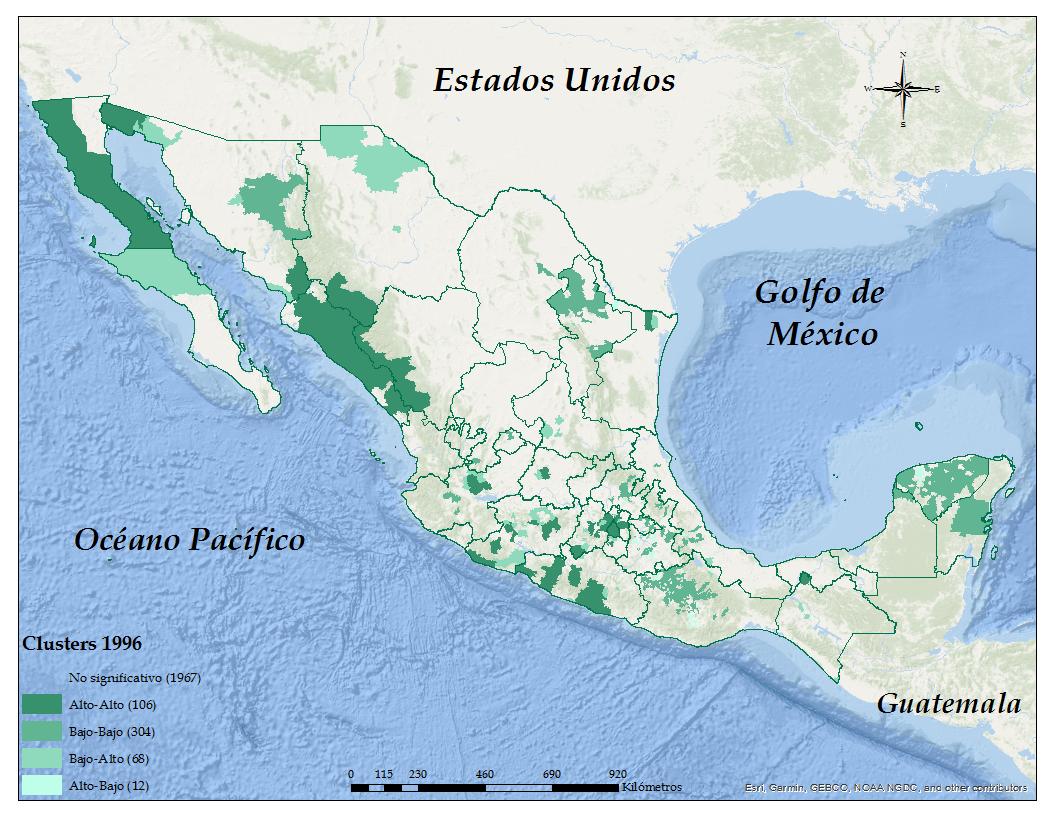 Estados Unidos
N
W
E
S
Golfo de
México
Océano Pacífico
Guatemala
Clusters 1996
No significativo (1967)
Alto-Alto (106)
Bajo-Bajo (304)
Bajo-Alto (68)
Alto-Bajo (12)
0 115 230 460 690 920
Kilómetros
Esri, Garmin, GEBCO, NOAA NGDC, and other contributors